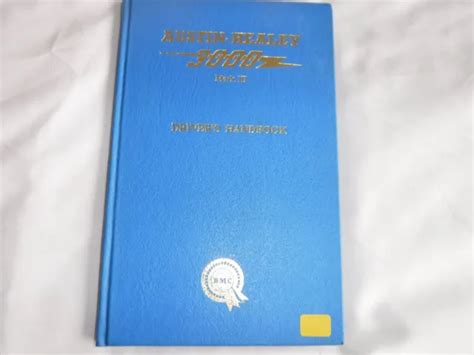 AUSTIN-HEALEY
3000
DRIVER'S HANDBOOK
BMC